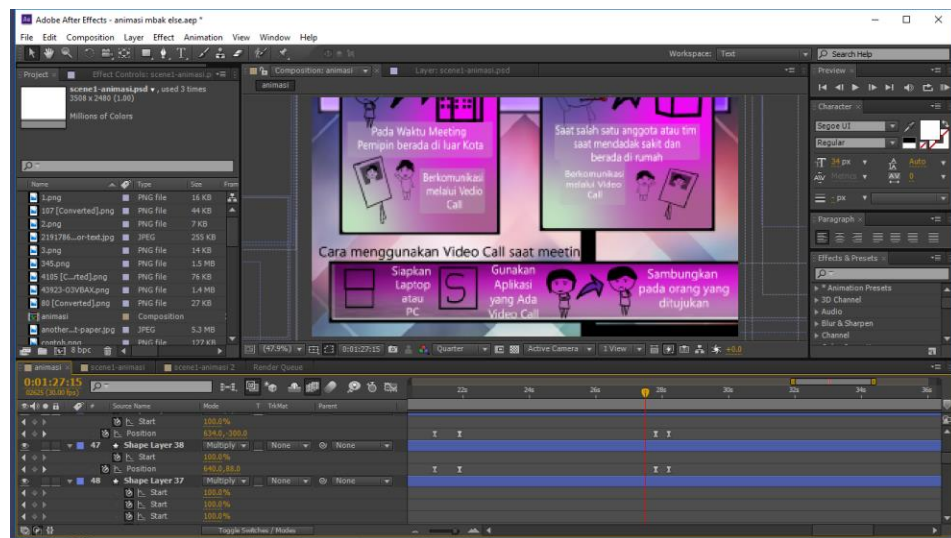 Adobe After Effects - animasi mbak else.aep *
File Edit Composition Layer Effect Animation View Window Help
Workspace: Text
Search Help
Project
Effect Controls: scene1-animasi.p
Composition: animasi
Layer: scene1-animasi.psd
Preview
scene1-animasi.psd , used 3 times
3508 x 2480 (1.00)
Millions of Colors
animasi
Character
Segoe UI
Regular
34 px
Auto
Metrics
0
- px
Paragraph
Effects & Presets
* Animation Presets
3D Channel
Audio
Blur & Sharpen
Channel
Name Type Size Fram
1.png PNG file 16 KB
107 [Converted].png PNG file 44 KB
2.png PNG file 7 KB
2191786...or-text.jpg JPEG 255 KB
3.png PNG file 14 KB
345.png PNG file 1.5 MB
4185 [C...rted].png PNG file 76 KB
43923-O3VBAX.png PNG file 1.4 MB
80 [Converted].png PNG file 27 KB
animasi Composition
another...t-paper.jpg JPEG 5.3 MB
contoh.png PNG file 127 KB
8 bpc
Pada Waktu Meeting
Pemipin berada di luar Kota
Berkomunikasi
melalui Vedio
Call
Saat salah satu anggota atau tim
saat mendadak sakit dan
berada di rumah
Berkomunikasi
melalui Video
Call
Cara menggunakan Video Call saat meetin
Siapkan
Laptop
atau
PC
S
Gunakan
Aplikasi
yang Ada
Video Call
Sambungkan
pada orang yang
ditujukan
(47.9%)
0:01:27:15
Quarter
Active Camera
1 View
+0.0
animasi
scene1-animasi
scene1-animasi 2
Render Queue
0:01:27:15
02625 (30.00 fps)
22s 24s 26s 28s 30s 32s 34s 36s
# Source Name Mode T TrkMat Parent
Start 100.0%
Position 634.0,-300.0
47 Shape Layer 38 Multiply None None
Start 100.0%
Position 640.0,88.0
48 Shape Layer 37 Multiply None None
Start 100.0%
Start 100.0%
Start 100.0%
Toggle Switches / Modes